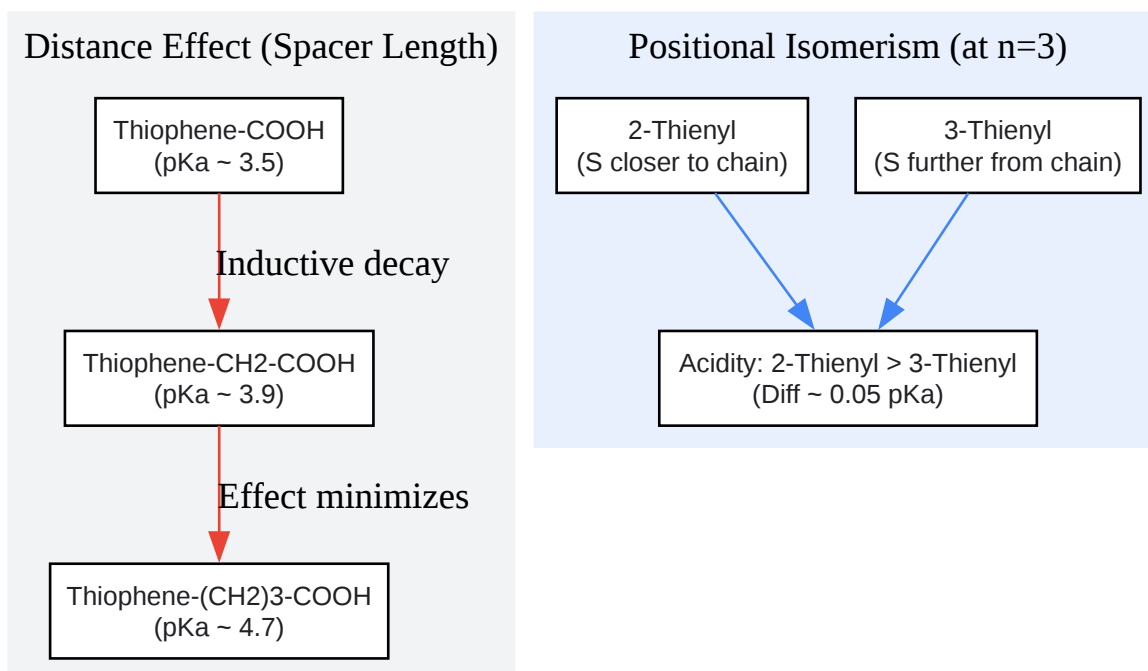 Distance Effect (Spacer Length)
Thiophene-COOH
(pKa ~ 3.5)
Inductive decay
Thiophene-CH2-COOH
(pKa ~ 3.9)
Effect minimizes
Thiophene-(CH2)3-COOH
(pKa ~ 4.7)
Positional Isomerism (at n=3)
2-Thienyl
(S closer to chain)
3-Thienyl
(S further from chain)
Acidity: 2-Thienyl > 3-Thienyl
(Diff ~ 0.05 pKa)